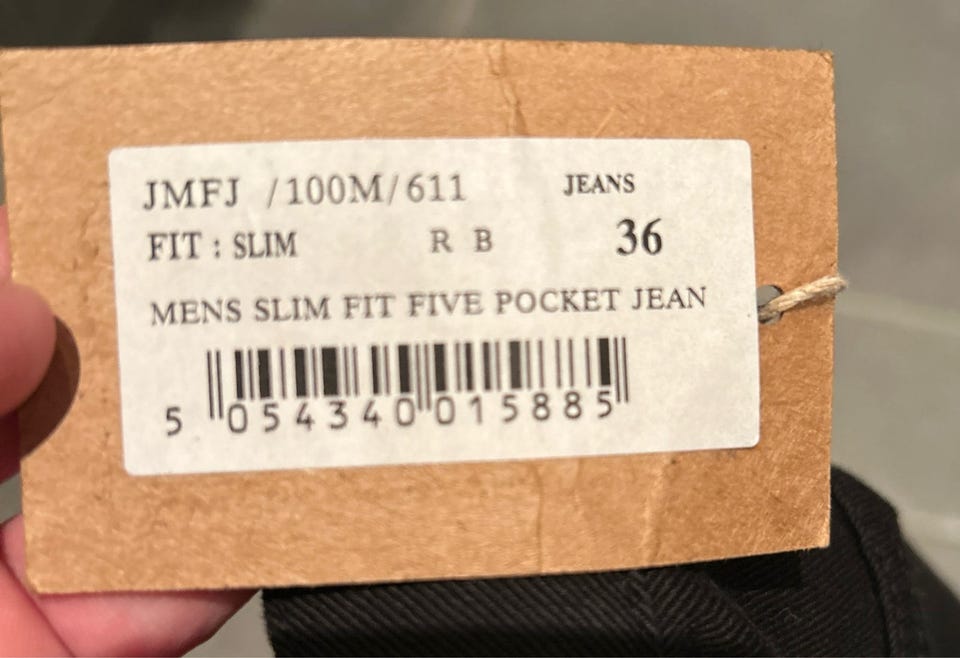 JMFJ /100M/611 JEANS
FIT : SLIM R B 36
MENS SLIM FIT FIVE POCKET JEAN
5 054340 015885